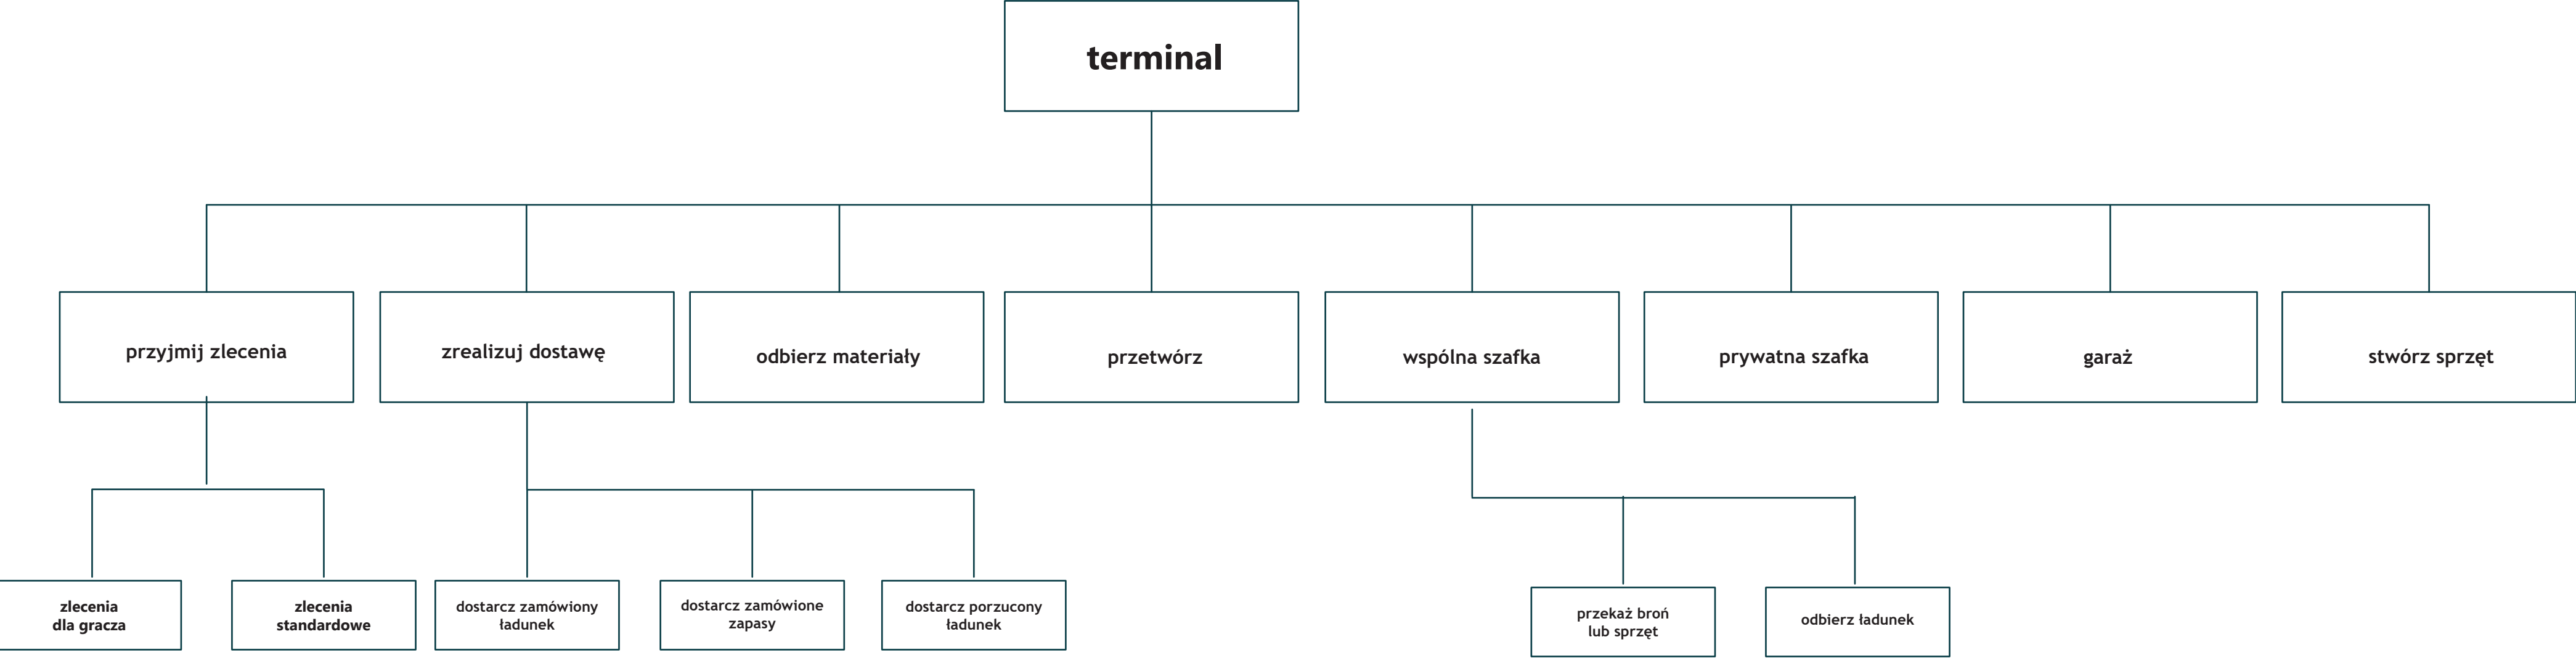 terminal
przyjmij zlecenia
zrealizuj dostawę
odbierz materiały
przetwórz
wspólna szafka
prywatna szafka
garaż
stwórz sprzęt
zlecenia
dla gracza
zlecenia
standardowe
dostarcz zamówiony
ładunek
dostarcz zamówione
zapasy
dostarcz porzucony
ładunek
przekaż broń
lub sprzęt
odbierz ładunek